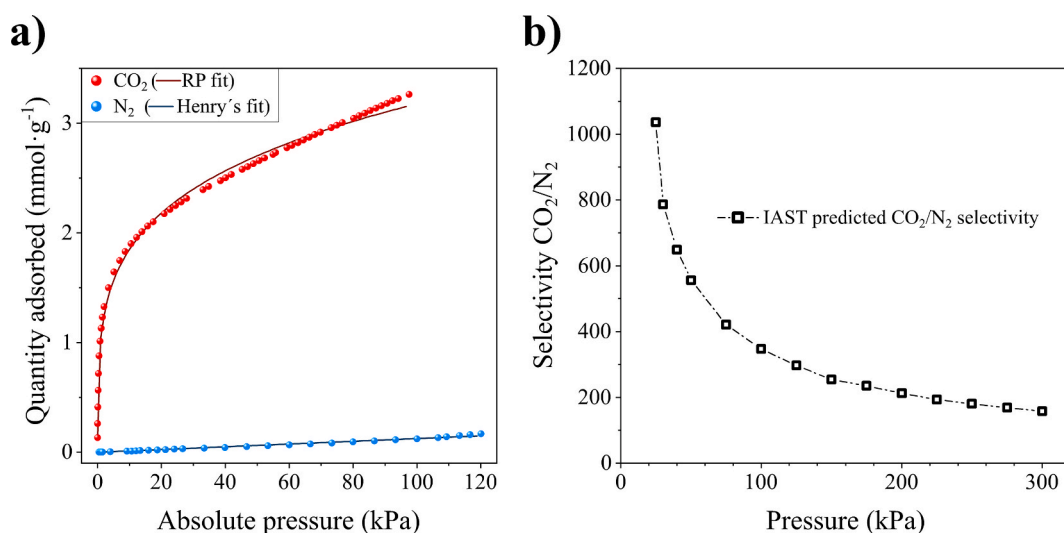 a)
CO₂ (—RP fit)
N₂ (—Henry´s fit)
Quantity adsorbed (mmol·g⁻¹)
3
2
1
0
0 20 40 60 80 100 120
Absolute pressure (kPa)
b)
Selectivity CO₂/N₂
1200
1000
800
600
400
200
0
IAST predicted CO₂/N₂ selectivity
0 100 200 300
Pressure (kPa)